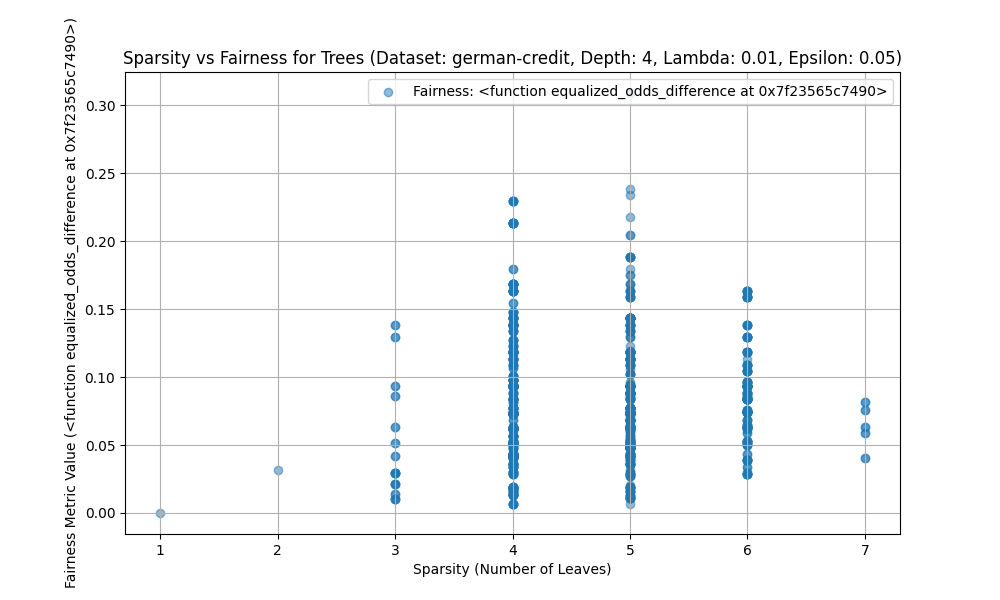 Sparsity vs Fairness for Trees (Dataset: german-credit, Depth: 4, Lambda: 0.01, Epsilon: 0.05)
Fairness: <function equalized_odds_difference at 0x7f23565c7490>
Fairness Metric Value (<function equalized_odds_difference at 0x7f23565c7490>)
0.30
0.25
0.20
0.15
0.10
0.05
0.00
1 2 3 4 5 6 7
Sparsity (Number of Leaves)